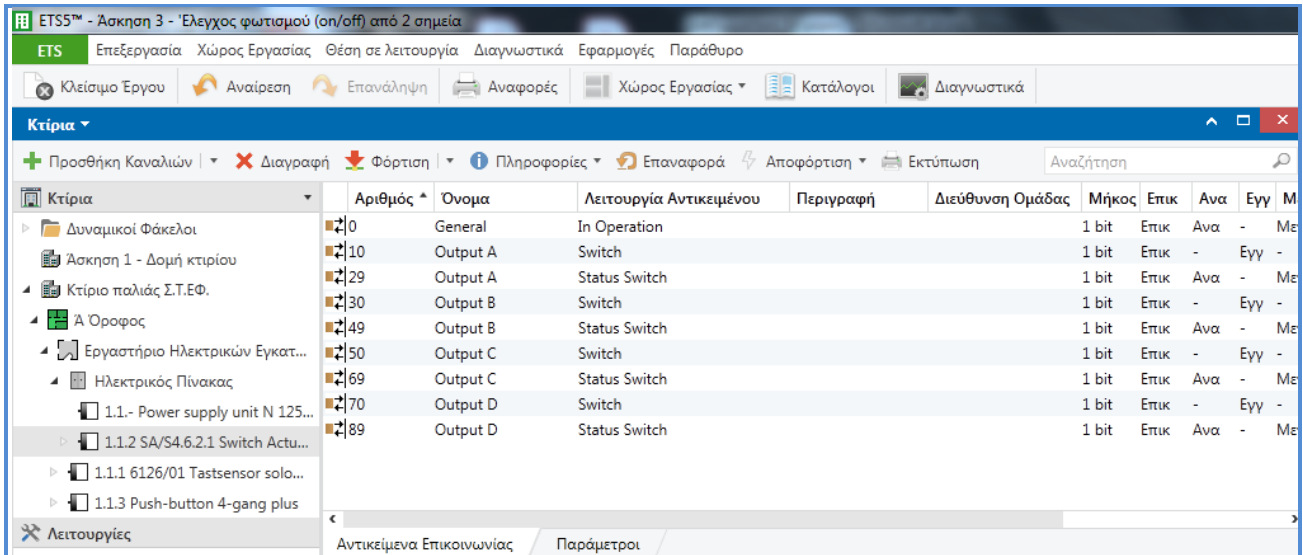 ETS5™ - Άσκηση 3 - 'Έλεγχος φωτισμού (on/off) από 2 σημεία
ETS Επεξεργασία Χώρος Εργασίας Θέση σε λειτουργία Διαγνωστικά Εφαρμογές Παράθυρο
Κλείσιμο Έργου Αναίρεση Επανάληψη Αναφορές Χώρος Εργασίας Κατάλογοι Διαγνωστικά
Κτίρια
Προσθήκη Καναλιών Διαγραφή Φόρτιση Πληροφορίες Επαναφορά Αποφόρτιση Εκτύπωση Αναζήτηση
Κτίρια
Δυναμικοί Φάκελοι
Άσκηση 1 - Δομή κτιρίου
Κτίριο παλιάς Σ.Τ.ΕΦ.
Ά Όροφος
Εργαστήριο Ηλεκτρικών Εγκατ...
Ηλεκτρικός Πίνακας
1.1.- Power supply unit N 125...
1.1.2 SA/S4.6.2.1 Switch Actu...
1.1.1 6126/01 Tastsensor solo...
1.1.3 Push-button 4-gang plus
Λειτουργίες
Αριθμός Όνομα Λειτουργία Αντικειμένου Περιγραφή Διεύθυνση Ομάδας Μήκος Επικ Ανα Εγγ Μ
0 General In Operation 1 bit Επικ Ανα - Με
10 Output A Switch 1 bit Επικ - Εγγ -
29 Output A Status Switch 1 bit Επικ Ανα - Με
30 Output B Switch 1 bit Επικ - Εγγ -
49 Output B Status Switch 1 bit Επικ Ανα - Με
50 Output C Switch 1 bit Επικ - Εγγ -
69 Output C Status Switch 1 bit Επικ Ανα - Με
70 Output D Switch 1 bit Επικ - Εγγ -
89 Output D Status Switch 1 bit Επικ Ανα - Με
Αντικείμενα Επικοινωνίας Παράμετροι